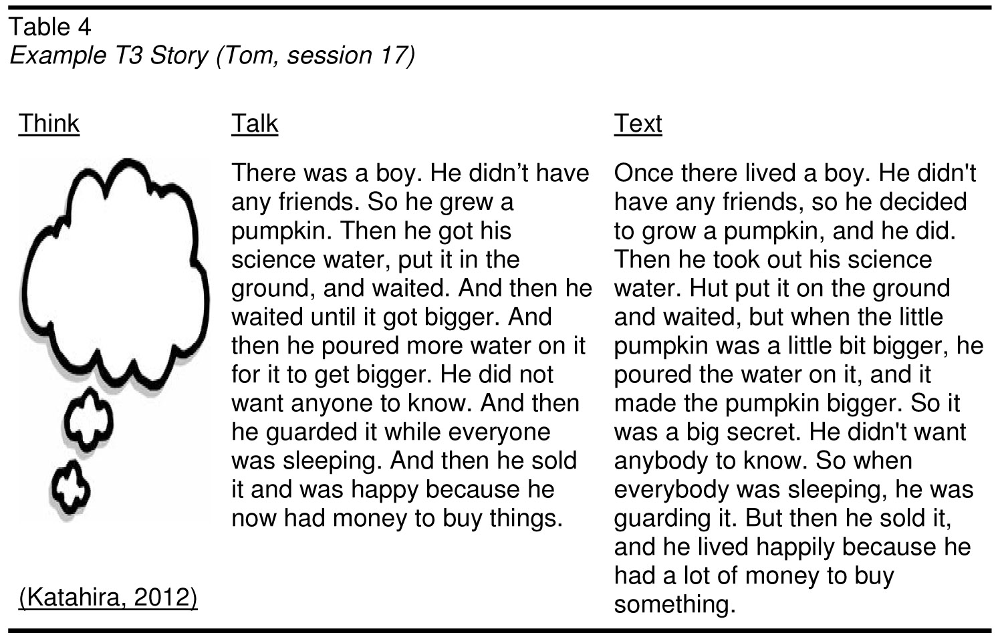 Table 4
Example T3 Story (Tom, session 17)
Think
(Katahira, 2012)
Talk
There was a boy. He didn’t have
any friends. So he grew a
pumpkin. Then he got his
science water, put it in the
ground, and waited. And then he
waited until it got bigger. And
then he poured more water on it
for it to get bigger. He did not
want anyone to know. And then
he guarded it while everyone
was sleeping. And then he sold
it and was happy because he
now had money to buy things.
Text
Once there lived a boy. He didn't
have any friends, so he decided
to grow a pumpkin, and he did.
Then he took out his science
water. Hut put it on the ground
and waited, but when the little
pumpkin was a little bit bigger, he
poured the water on it, and it
made the pumpkin bigger. So it
was a big secret. He didn't want
anybody to know. So when
everybody was sleeping, he was
guarding it. But then he sold it,
and he lived happily because he
had a lot of money to buy
something.